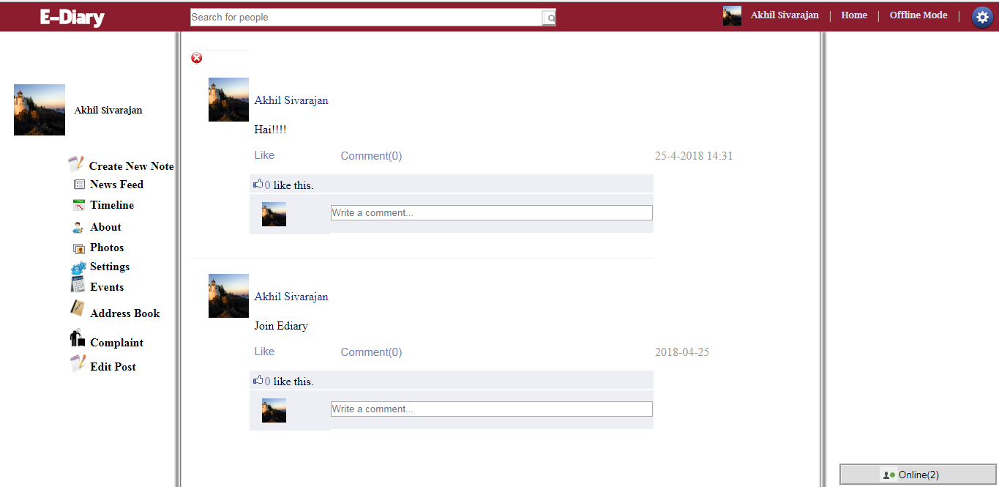 E-Diary
Search for people
Akhil Sivarajan | Home | Offline Mode |
Akhil Sivarajan
Create New Note
News Feed
Timeline
About
Photos
Settings
Events
Address Book
Complaint
Edit Post
Akhil Sivarajan
Hai!!!!
Like Comment(0) 25-4-2018 14:31
0 like this.
Write a comment...
Akhil Sivarajan
Join Ediary
Like Comment(0) 2018-04-25
0 like this.
Write a comment...
Online(2)